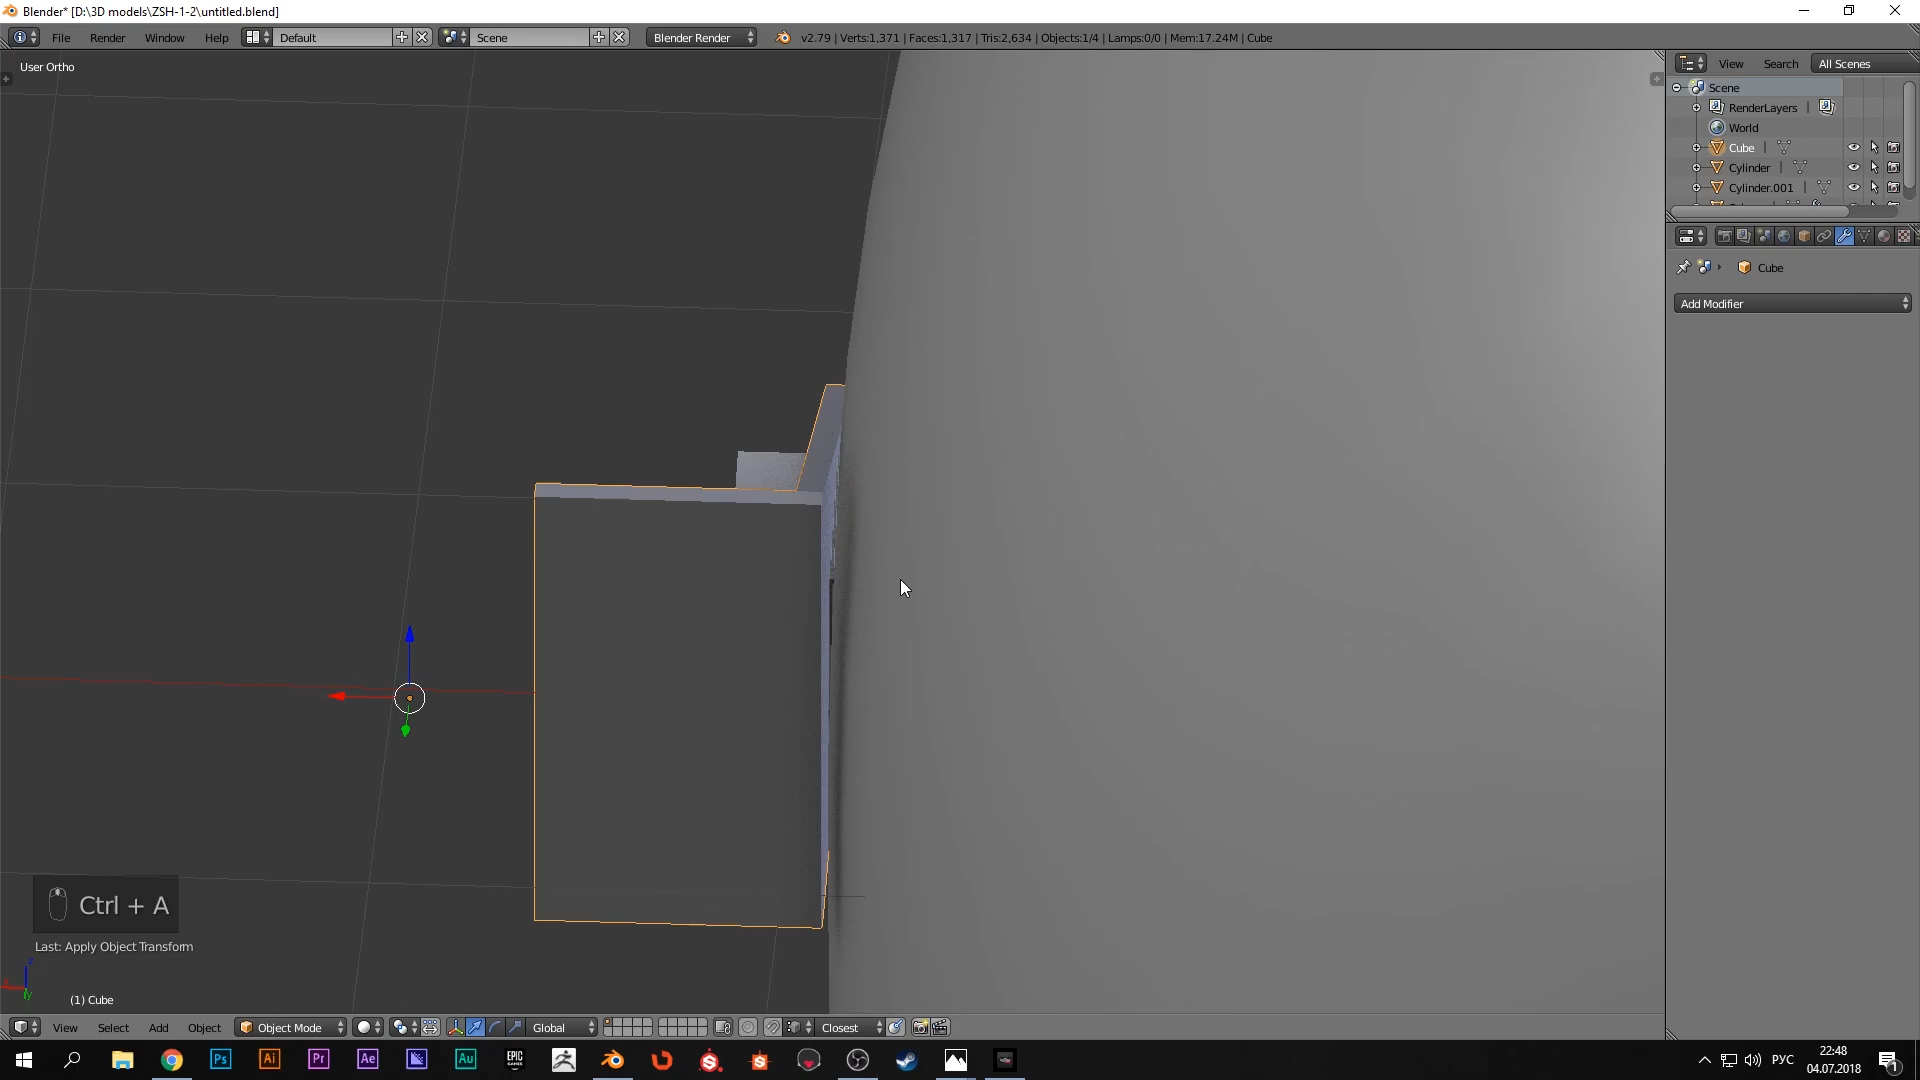 Blender* [D:\3D models\ZSH-1-2\untitled.blend]
File Render Window Help Default Scene Blender Render v2.79 | Verts:1,371 | Faces:1,317 | Tris:2,634 | Objects:1/4 | Lamps:0/0 | Mem:17.24M | Cube
User Ortho
View Search All Scenes
Scene
RenderLayers
World
Cube
Cylinder
Cylinder.001
Cube
Add Modifier
Ctrl + A
Last: Apply Object Transform
z
y
(1) Cube
View Select Add Object Object Mode Global Closest
Ps Ai Pr Ae Au EPIC GAMES
РУС
22:48
04.07.2018
1